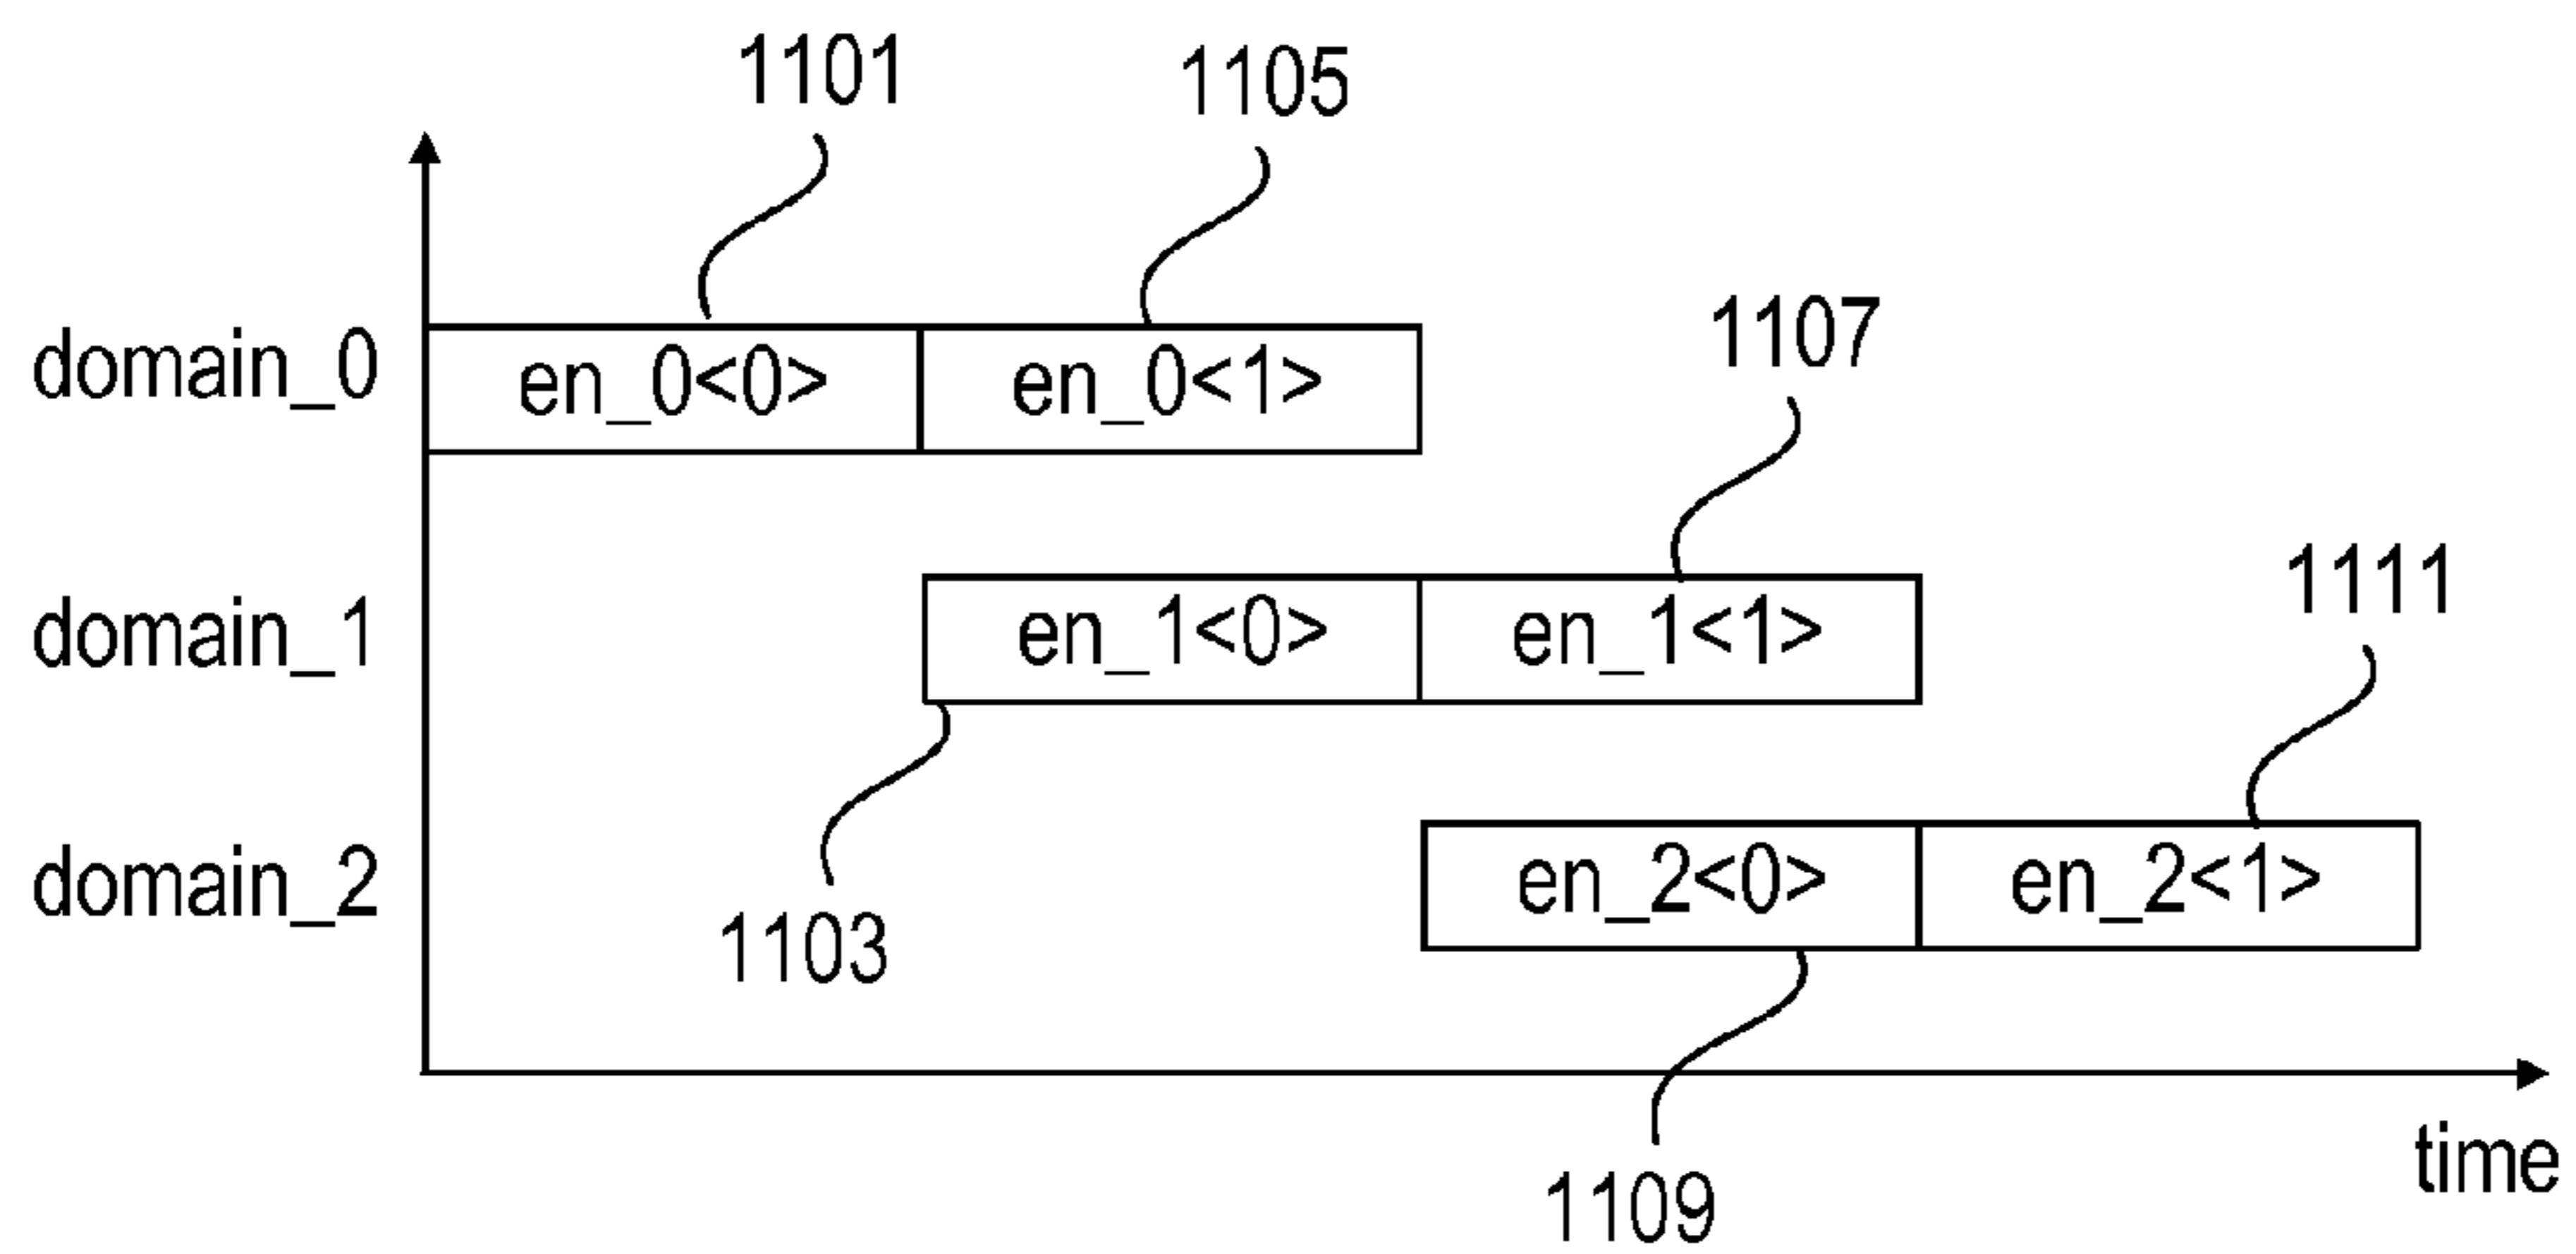 1101
1105
domain_0
en_0<0>
en_0<1>
1107
domain_1
en_1<0>
en_1<1>
1111
domain_2
en_2<0>
en_2<1>
1103
time
1109